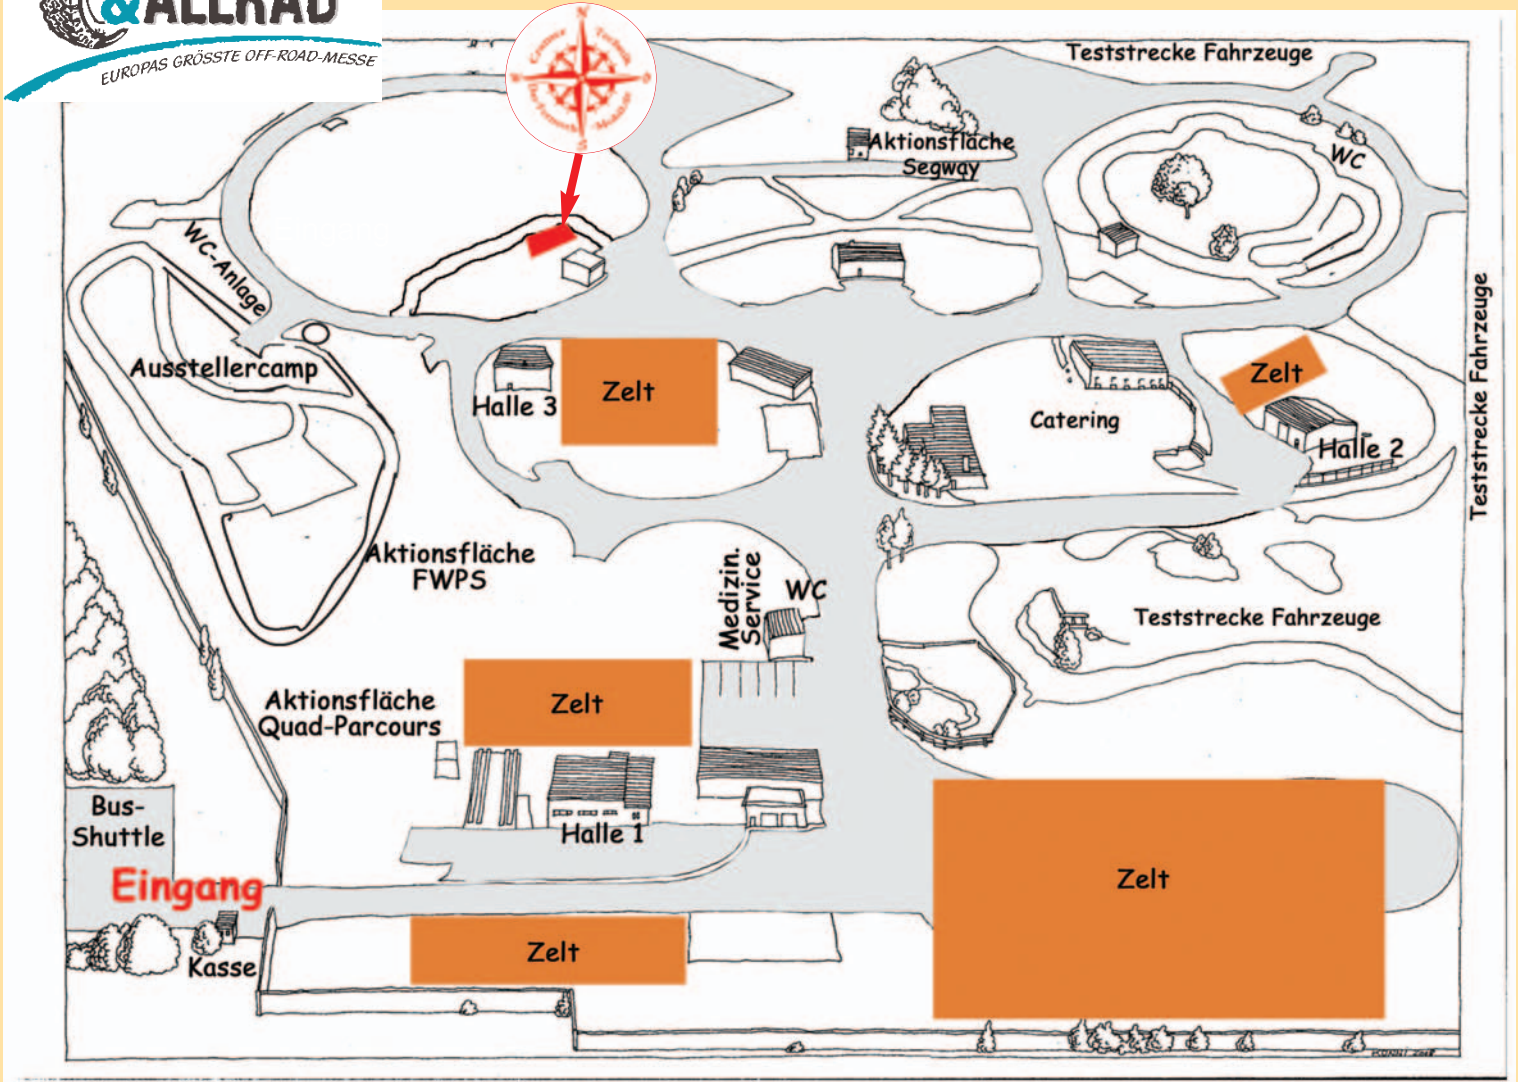 &ALLRAD
EUROPAS GRÖSSTE OFF-ROAD-MESSE
N
S
Teststrecke Fahrzeuge
Aktionsfläche
Segway
WC
WC-Anlage
Teststrecke Fahrzeuge
Ausstellercamp
Halle 3
Zelt
Catering
Zelt
Halle 2
Aktionsfläche
FWPS
Medizin.
Service
WC
Teststrecke Fahrzeuge
Aktionsfläche
Quad-Parcours
Zelt
Bus-
Shuttle
Halle 1
Eingang
Zelt
Kasse
Zelt